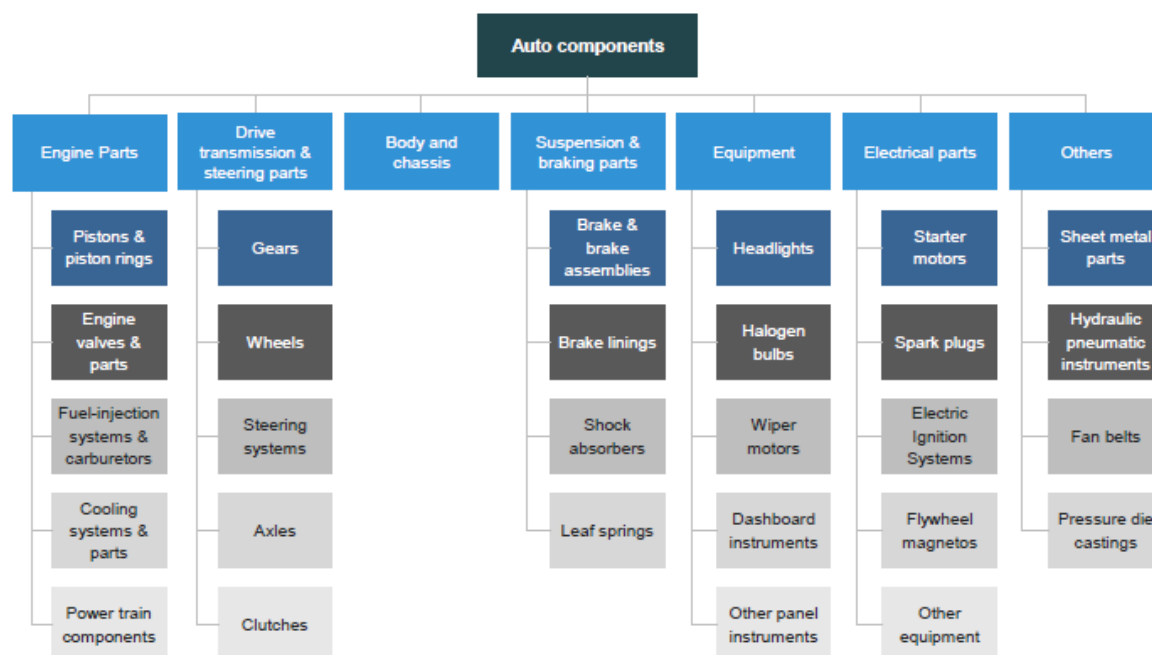 Auto components
Engine Parts
Drive
transmission &
steering parts
Body and
chassis
Suspension &
braking parts
Equipment
Electrical parts
Others
Pistons &
piston rings
Gears
Brake &
brake
assemblies
Headlights
Starter
motors
Sheet metal
parts
Engine
valves &
parts
Wheels
Brake linings
Halogen
bulbs
Spark plugs
Hydraulic
pneumatic
instruments
Fuel-injection
systems &
carburetors
Steering
systems
Shock
absorbers
Wiper
motors
Electric
Ignition
Systems
Fan belts
Cooling
systems &
parts
Axles
Leaf springs
Dashboard
instruments
Flywheel
magnetos
Pressure die
castings
Power train
components
Clutches
Other panel
instruments
Other
equipment